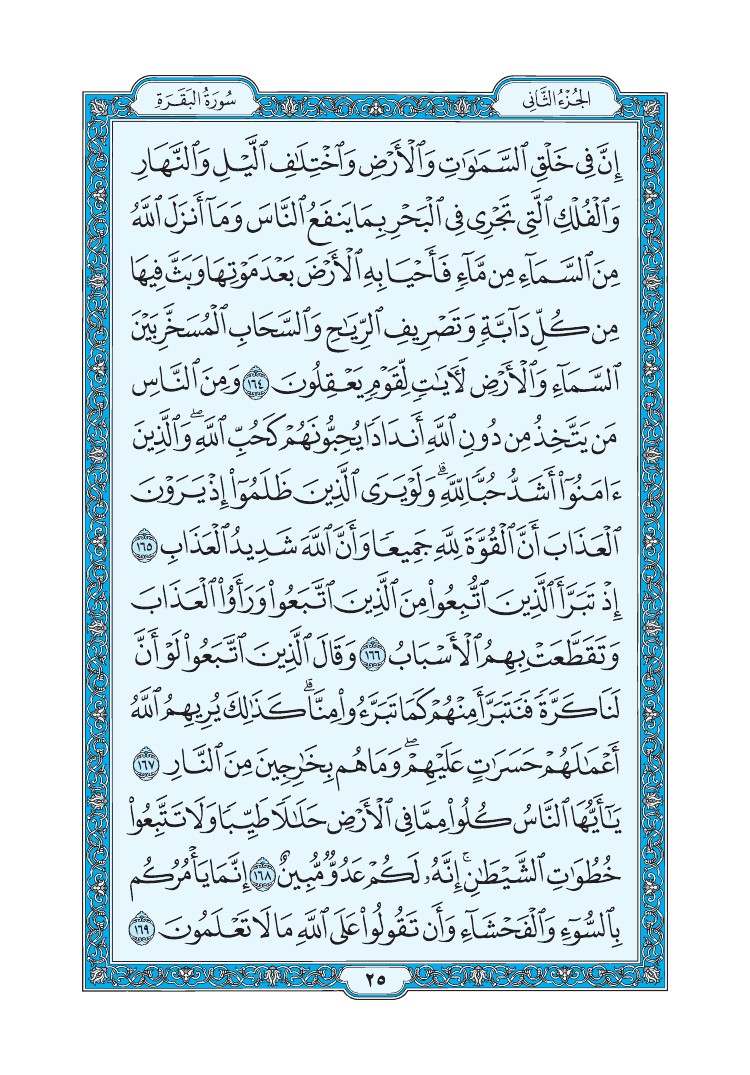 الجُزْءُ الثَّانِي
سُورَةُ البَقَرَةِ
إِنَّ فِي خَلْقِ ٱلسَّمَٰوَٰتِ وَٱلْأَرْضِ وَٱخْتِلَٰفِ ٱلَّيْلِ وَٱلنَّهَارِ
وَٱلْفُلْكِ ٱلَّتِي تَجْرِي فِي ٱلْبَحْرِ بِمَا يَنفَعُ ٱلنَّاسَ وَمَآ أَنزَلَ ٱللَّهُ
مِنَ ٱلسَّمَآءِ مِن مَّآءٍ فَأَحْيَا بِهِ ٱلْأَرْضَ بَعْدَ مَوْتِهَا وَبَثَّ فِيهَا
مِن كُلِّ دَآبَّةٍ وَتَصْرِيفِ ٱلرِّيَٰحِ وَٱلسَّحَابِ ٱلْمُسَخَّرِ بَيْنَ
ٱلسَّمَآءِ وَٱلْأَرْضِ لَأٓيَٰتٍ لِّقَوْمٍ يَعْقِلُونَ ١٦٤ وَمِنَ ٱلنَّاسِ
مَن يَتَّخِذُ مِن دُونِ ٱللَّهِ أَندَادًا يُحِبُّونَهُمْ كَحُبِّ ٱللَّهِۖ وَٱلَّذِينَ
ءَامَنُوٓا۟ أَشَدُّ حُبًّا لِّلَّهِۗ وَلَوْ يَرَى ٱلَّذِينَ ظَلَمُوٓا۟ إِذْ يَرَوْنَ
ٱلْعَذَابَ أَنَّ ٱلْقُوَّةَ لِلَّهِ جَمِيعًا وَأَنَّ ٱللَّهَ شَدِيدُ ٱلْعَذَابِ ١٦٥
إِذْ تَبَرَّأَ ٱلَّذِينَ ٱتُّبِعُوا۟ مِنَ ٱلَّذِينَ ٱتَّبَعُوا۟ وَرَأَوُا۟ ٱلْعَذَابَ
وَتَقَطَّعَتْ بِهِمُ ٱلْأَسْبَابُ ١٦٦ وَقَالَ ٱلَّذِينَ ٱتَّبَعُوا۟ لَوْ أَنَّ
لَنَا كَرَّةً فَنَتَبَرَّأَ مِنْهُمْ كَمَا تَبَرَّءُوا۟ مِنَّاۗ كَذَٰلِكَ يُرِيهِمُ ٱللَّهُ
أَعْمَٰلَهُمْ حَسَرَٰتٍ عَلَيْهِمْۖ وَمَا هُم بِخَٰرِجِينَ مِنَ ٱلنَّارِ ١٦٧
يَٰٓأَيُّهَا ٱلنَّاسُ كُلُوا۟ مِمَّا فِي ٱلْأَرْضِ حَلَٰلًا طَيِّبًا وَلَا تَتَّبِعُوا۟
خُطُوَٰتِ ٱلشَّيْطَٰنِۚ إِنَّهُۥ لَكُمْ عَدُوٌّ مُّبِينٌ ١٦٨ إِنَّمَا يَأْمُرُكُم
بِٱلسُّوٓءِ وَٱلْفَحْشَآءِ وَأَن تَقُولُوا۟ عَلَى ٱللَّهِ مَا لَا تَعْلَمُونَ ١٦٩
٢٥